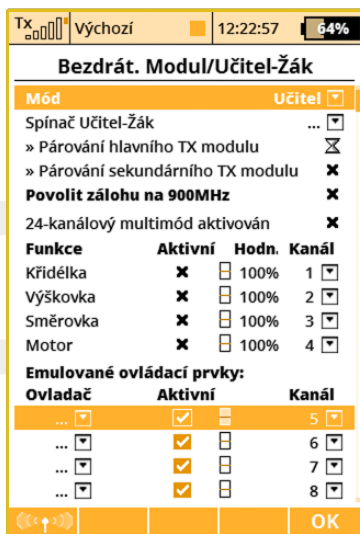 Tx Výchozí 12:22:57 64%
Bezdrát. Modul/Učitel-Žák
Mód Učitel
Spínač Učitel-Žák ...
» Párování hlavního TX modulu
» Párování sekundárního TX modulu
Povolit zálohu na 900MHz
24-kanálový multimód aktivován
Funkce Aktivní Hodn. Kanál
Křidélka 100% 1
Výškovka 100% 2
Směrovka 100% 3
Motor 100% 4
Emulované ovládací prvky:
Ovladač Aktivní Kanál
... 5
... 6
... 7
... 8
OK